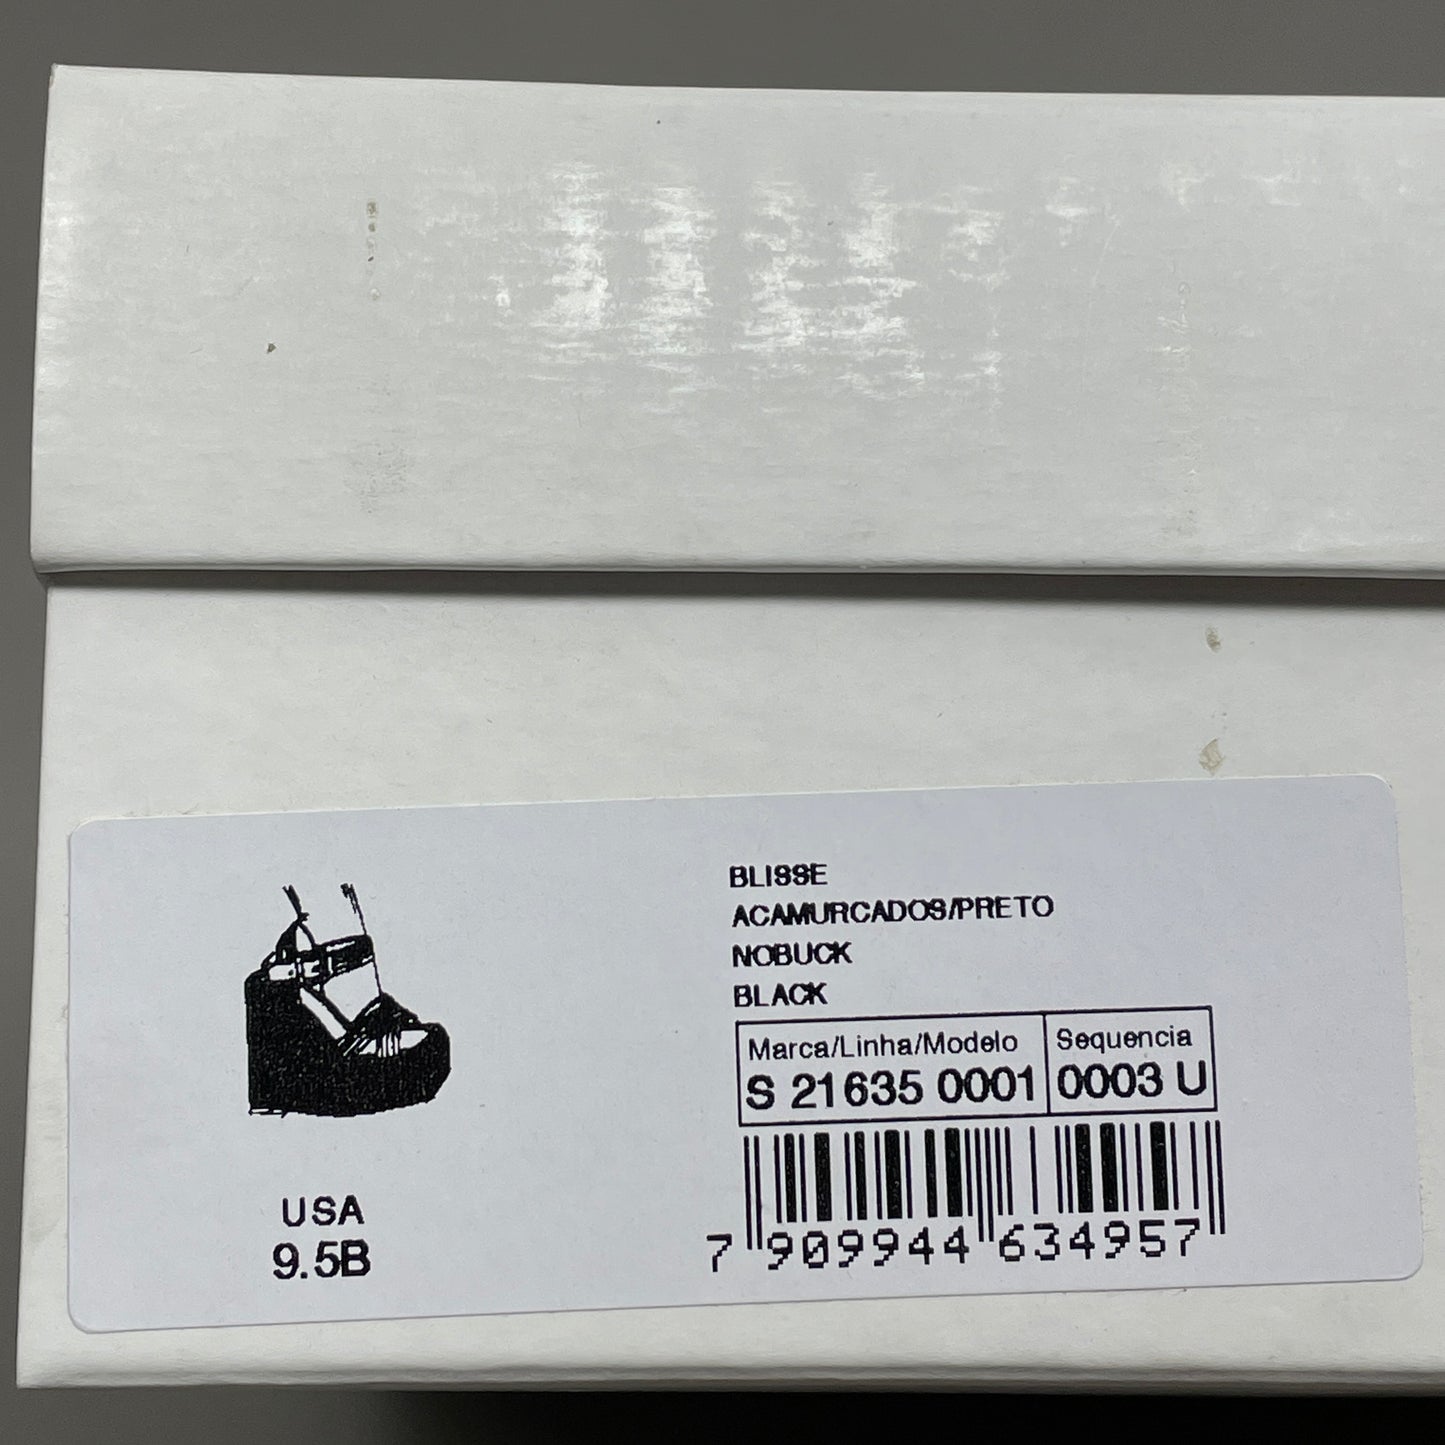 BLISSE
ACAMURCADOS/PRETO
NOBUCK
BLACK
Marca/Linha/Modelo Sequencia
S 21635 0001 0003 U
7 909944 634957
USA
9.5B